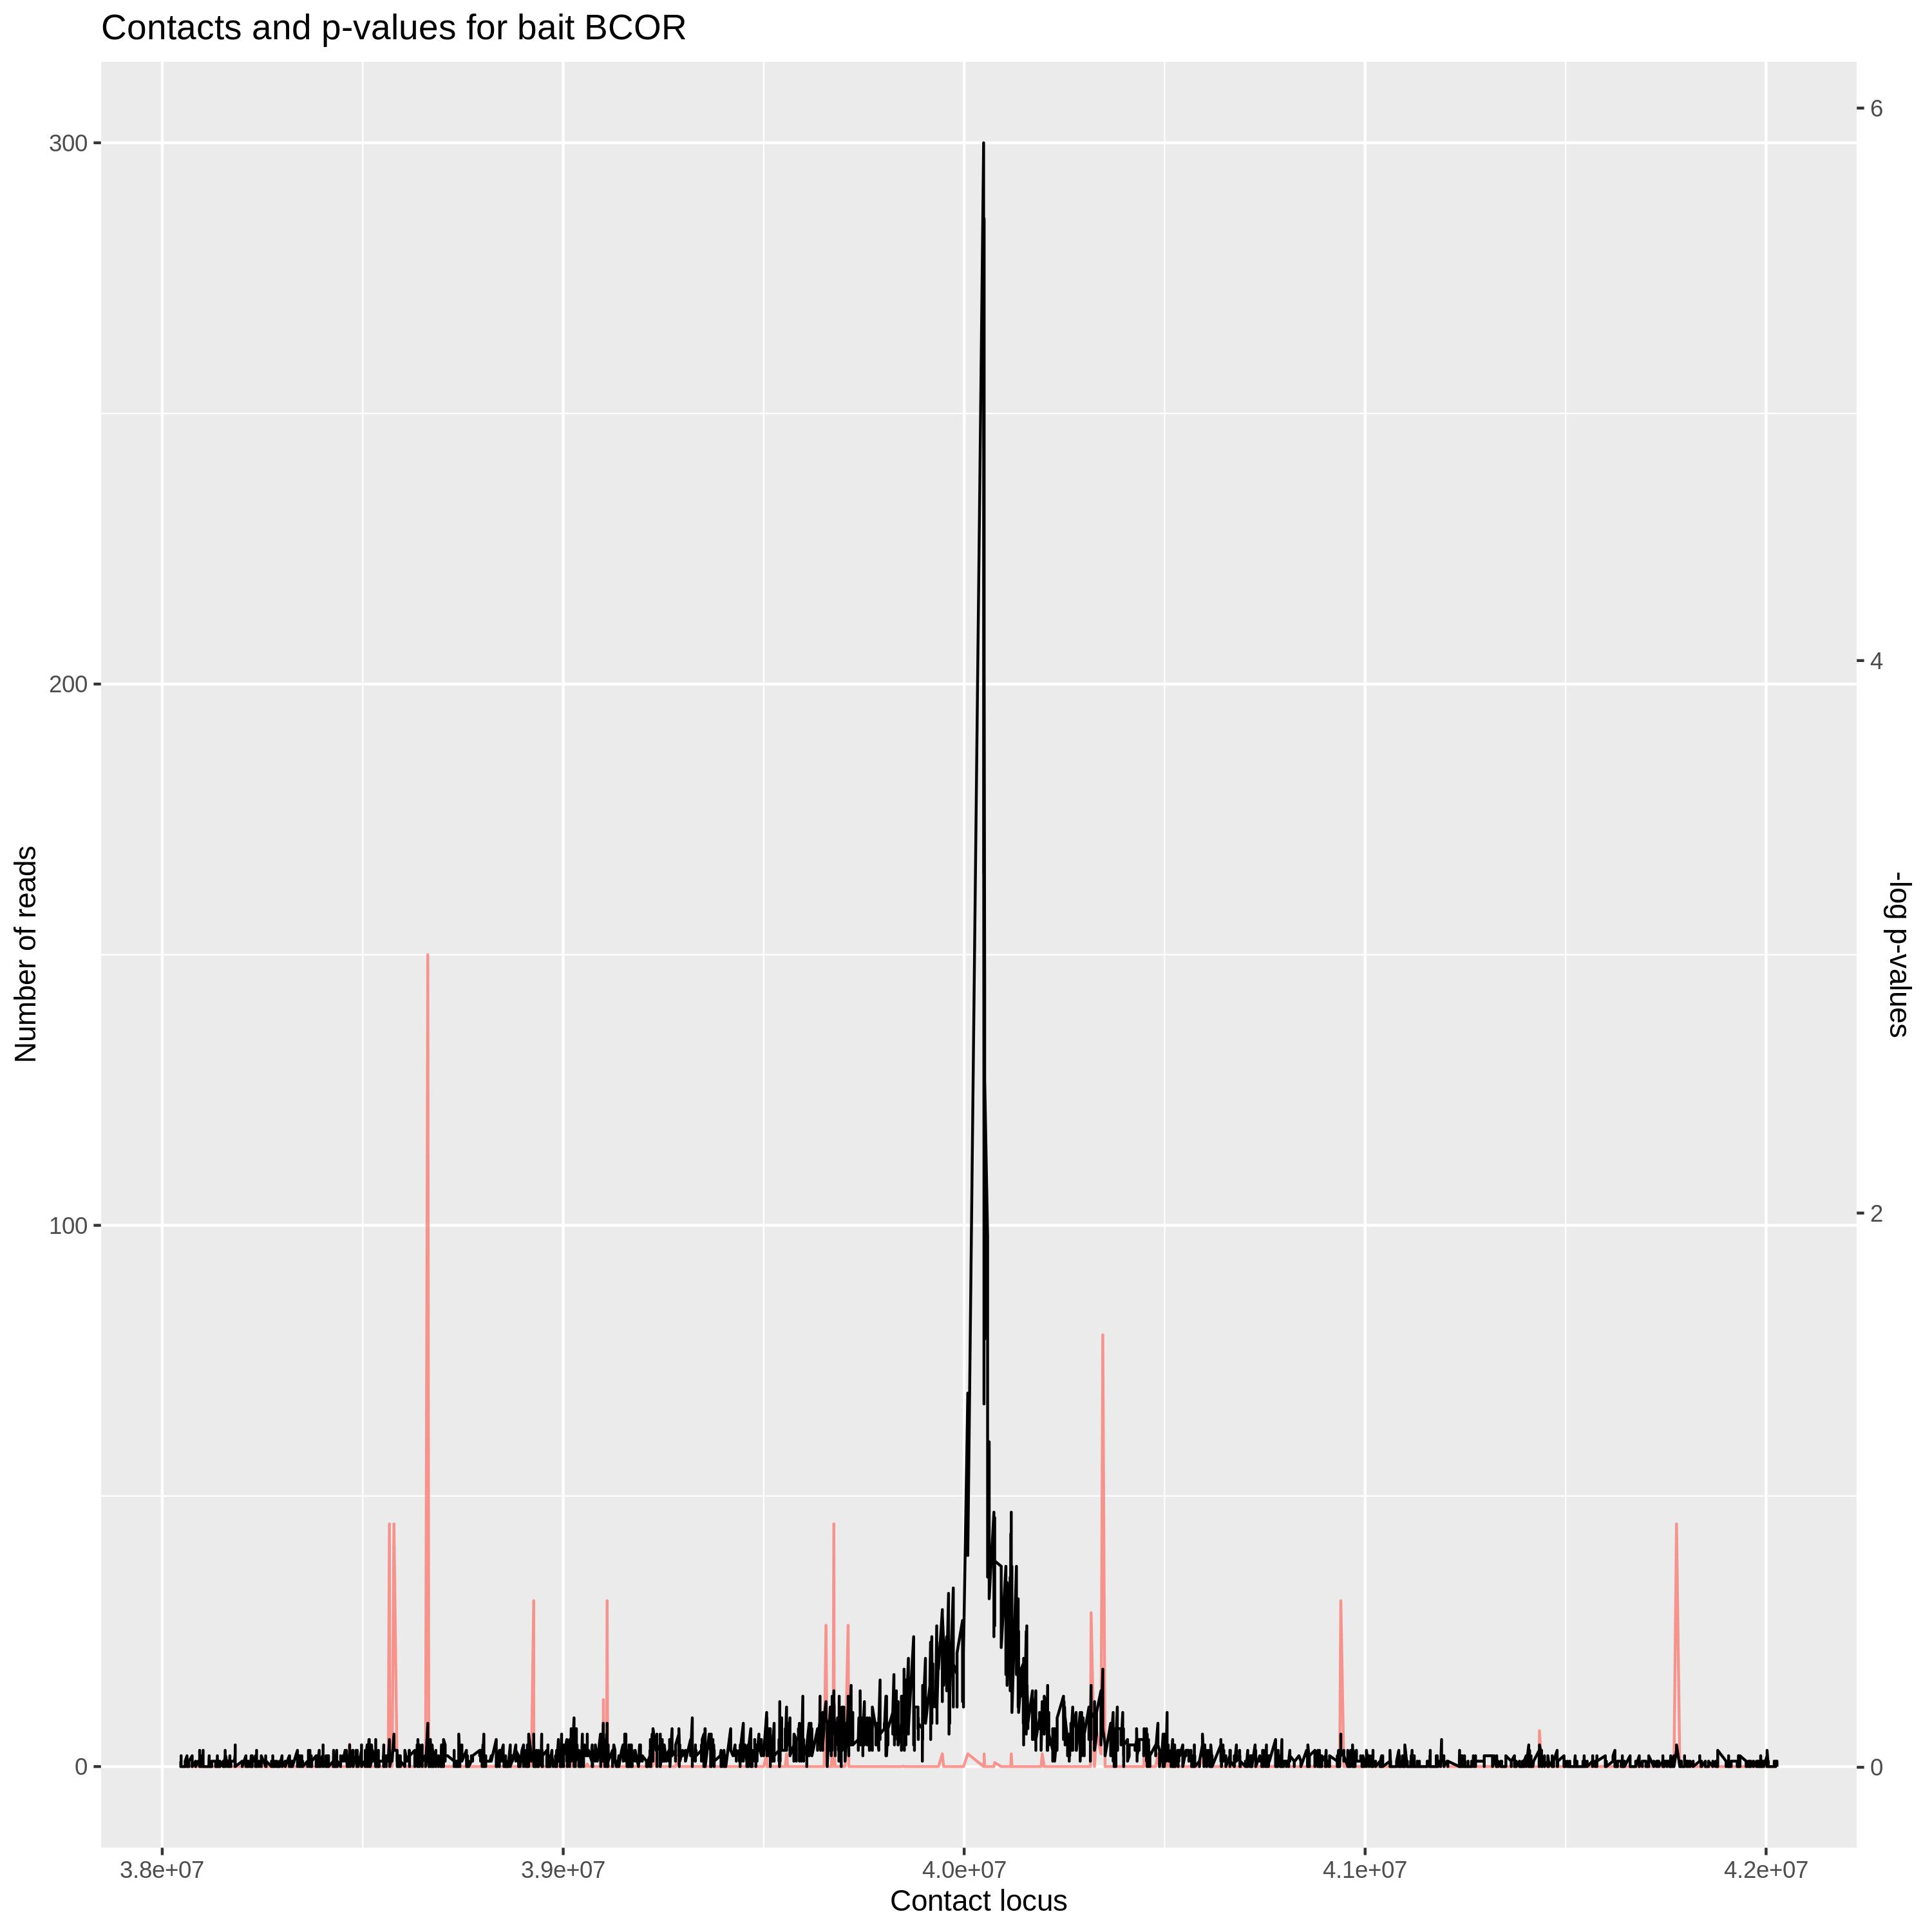 Contacts and p-values for bait BCOR
300
200
100
0
Number of reads
6
4
2
0
-log p-values
3.8e+07
3.9e+07
4.0e+07
4.1e+07
4.2e+07
Contact locus